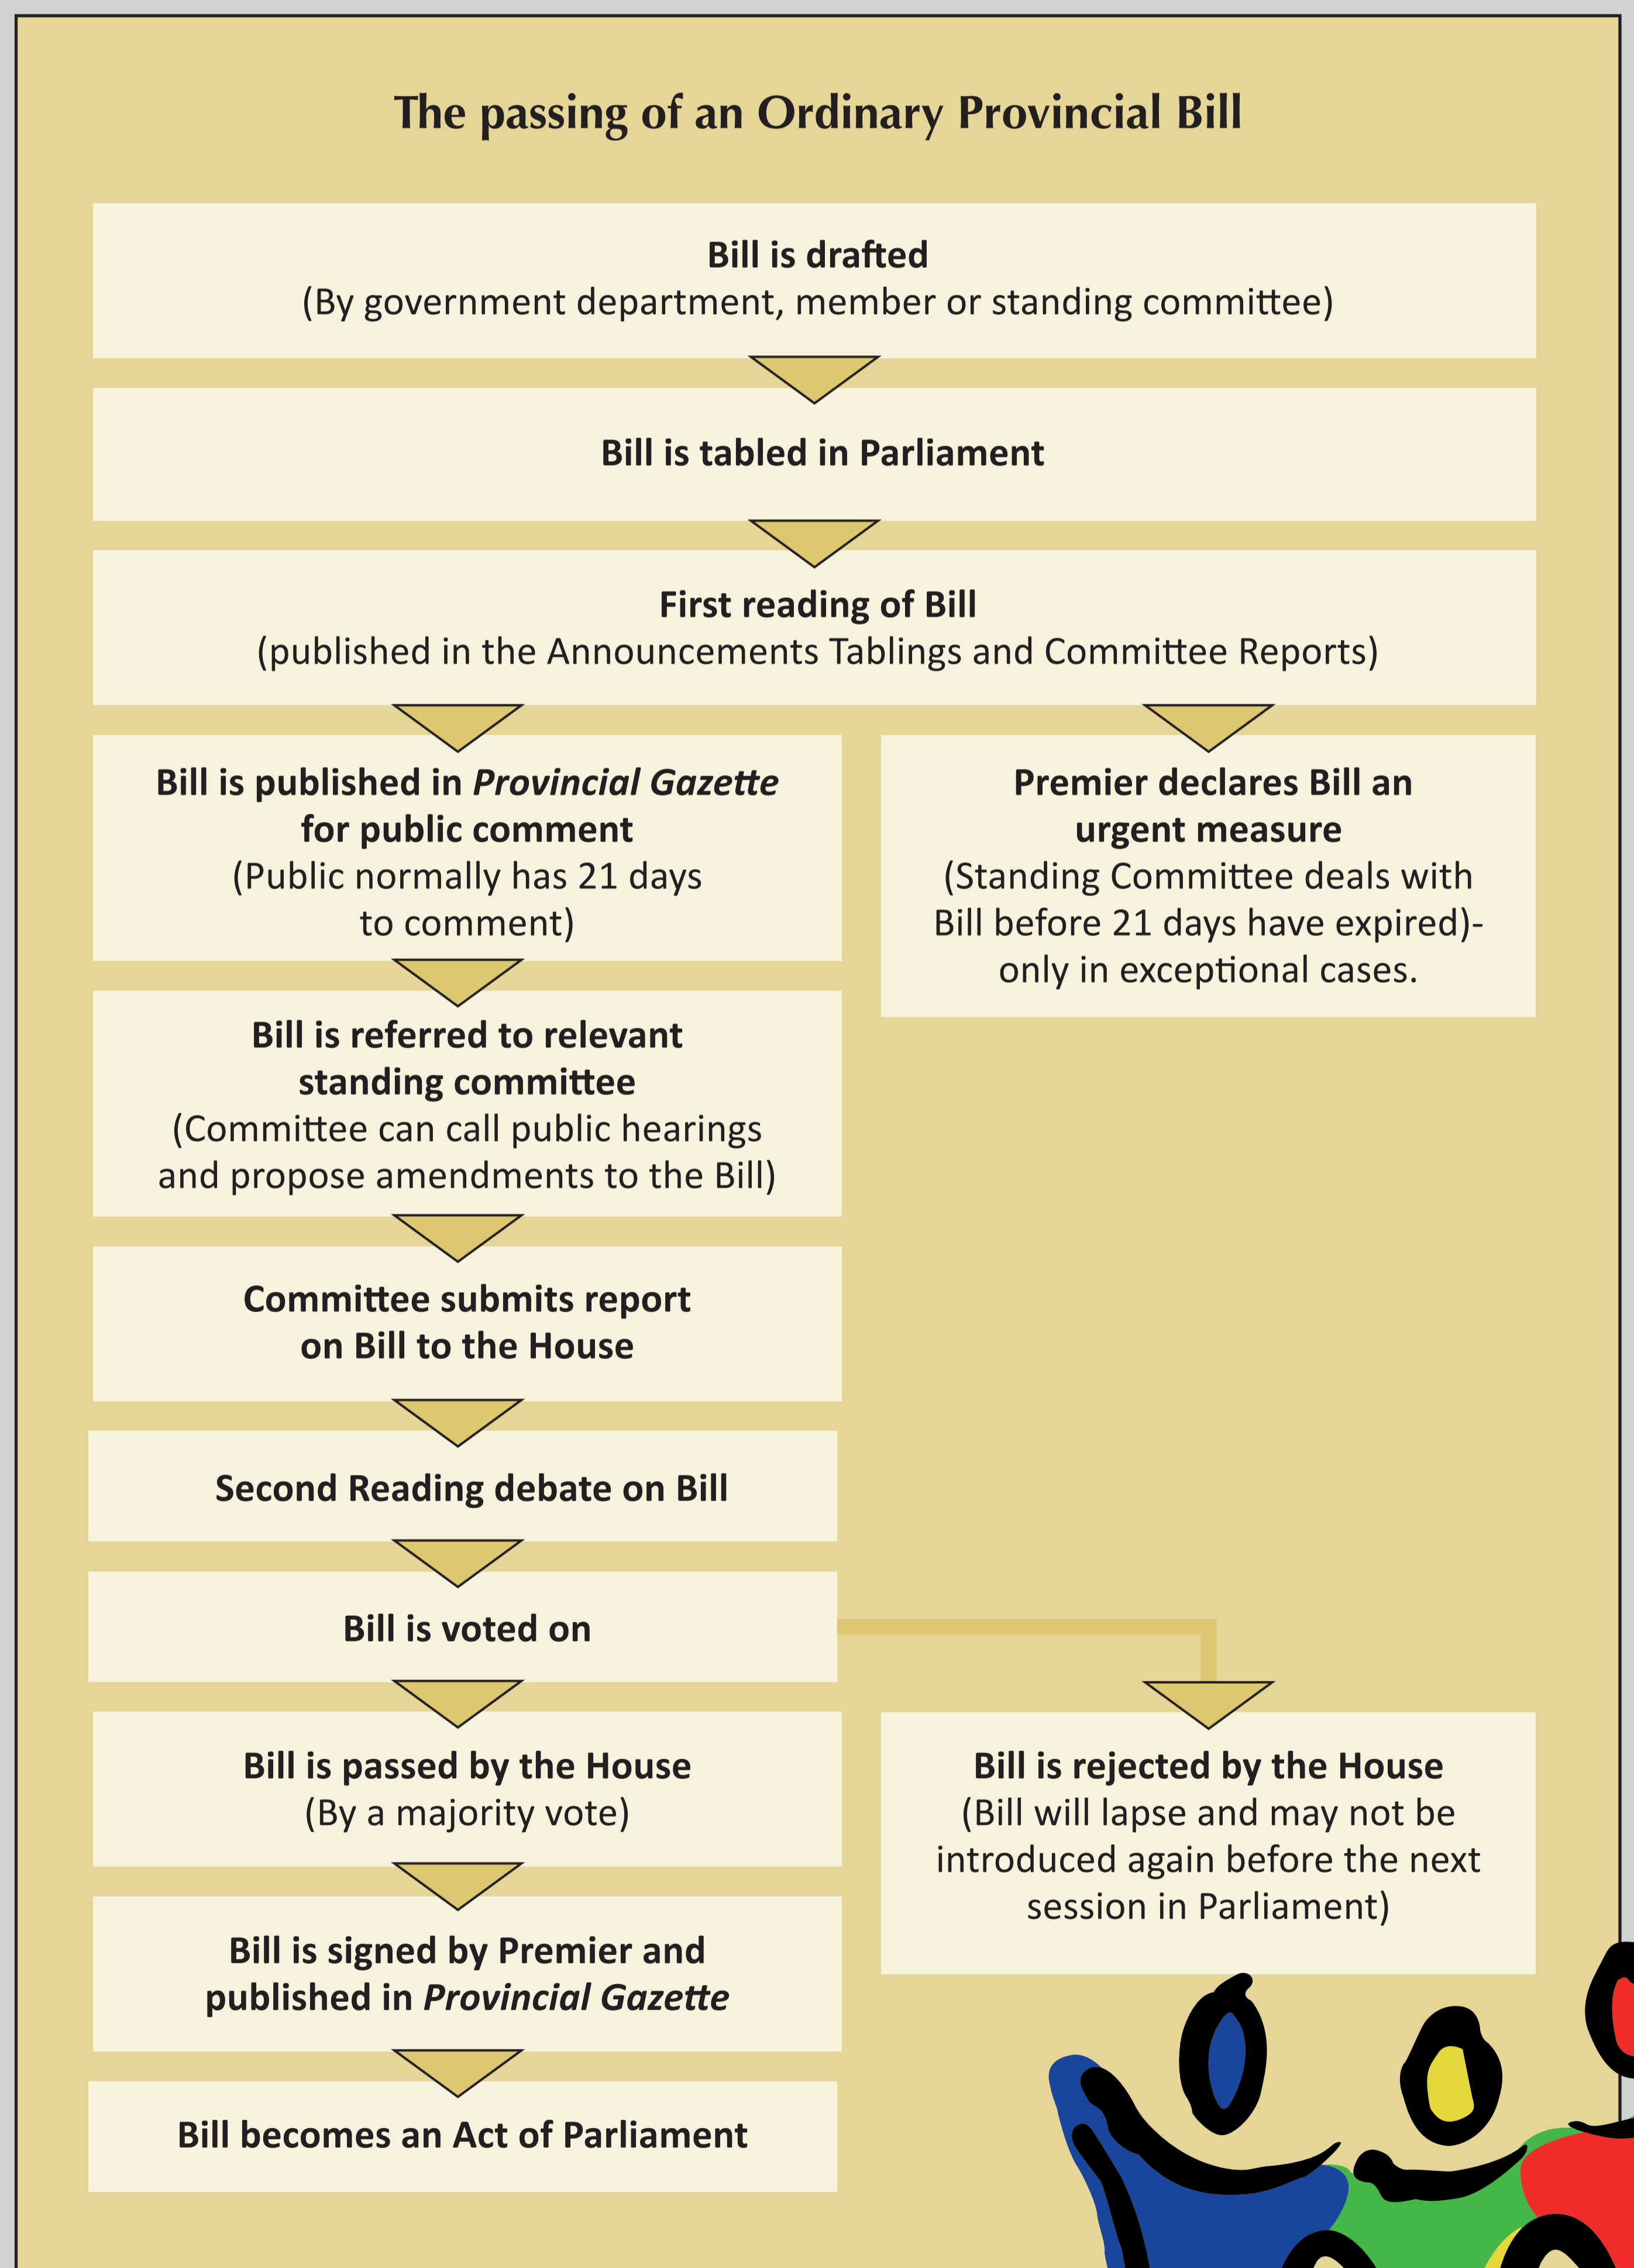 The passing of an Ordinary Provincial Bill
Bill is drafted
(By government department, member or standing committee)
Bill is tabled in Parliament
First reading of Bill
(published in the Announcements Tablings and Committee Reports)
Bill is published in Provincial Gazette
for public comment
(Public normally has 21 days
to comment)
Premier declares Bill an
urgent measure
(Standing Committee deals with
Bill before 21 days have expired)-
only in exceptional cases.
Bill is referred to relevant
standing committee
(Committee can call public hearings
and propose amendments to the Bill)
Committee submits report
on Bill to the House
Second Reading debate on Bill
Bill is voted on
Bill is passed by the House
(By a majority vote)
Bill is rejected by the House
(Bill will lapse and may not be
introduced again before the next
session in Parliament)
Bill is signed by Premier and
published in Provincial Gazette
Bill becomes an Act of Parliament